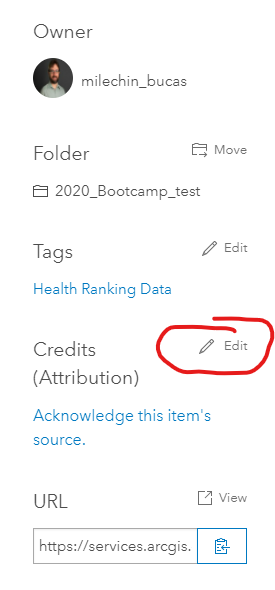 Owner
milechin_bucas
Folder
Move
2020_Bootcamp_test
Tags
Edit
Health Ranking Data
Credits
(Attribution)
Edit
Acknowledge this item's
source.
URL
View
https://services.arcgis.